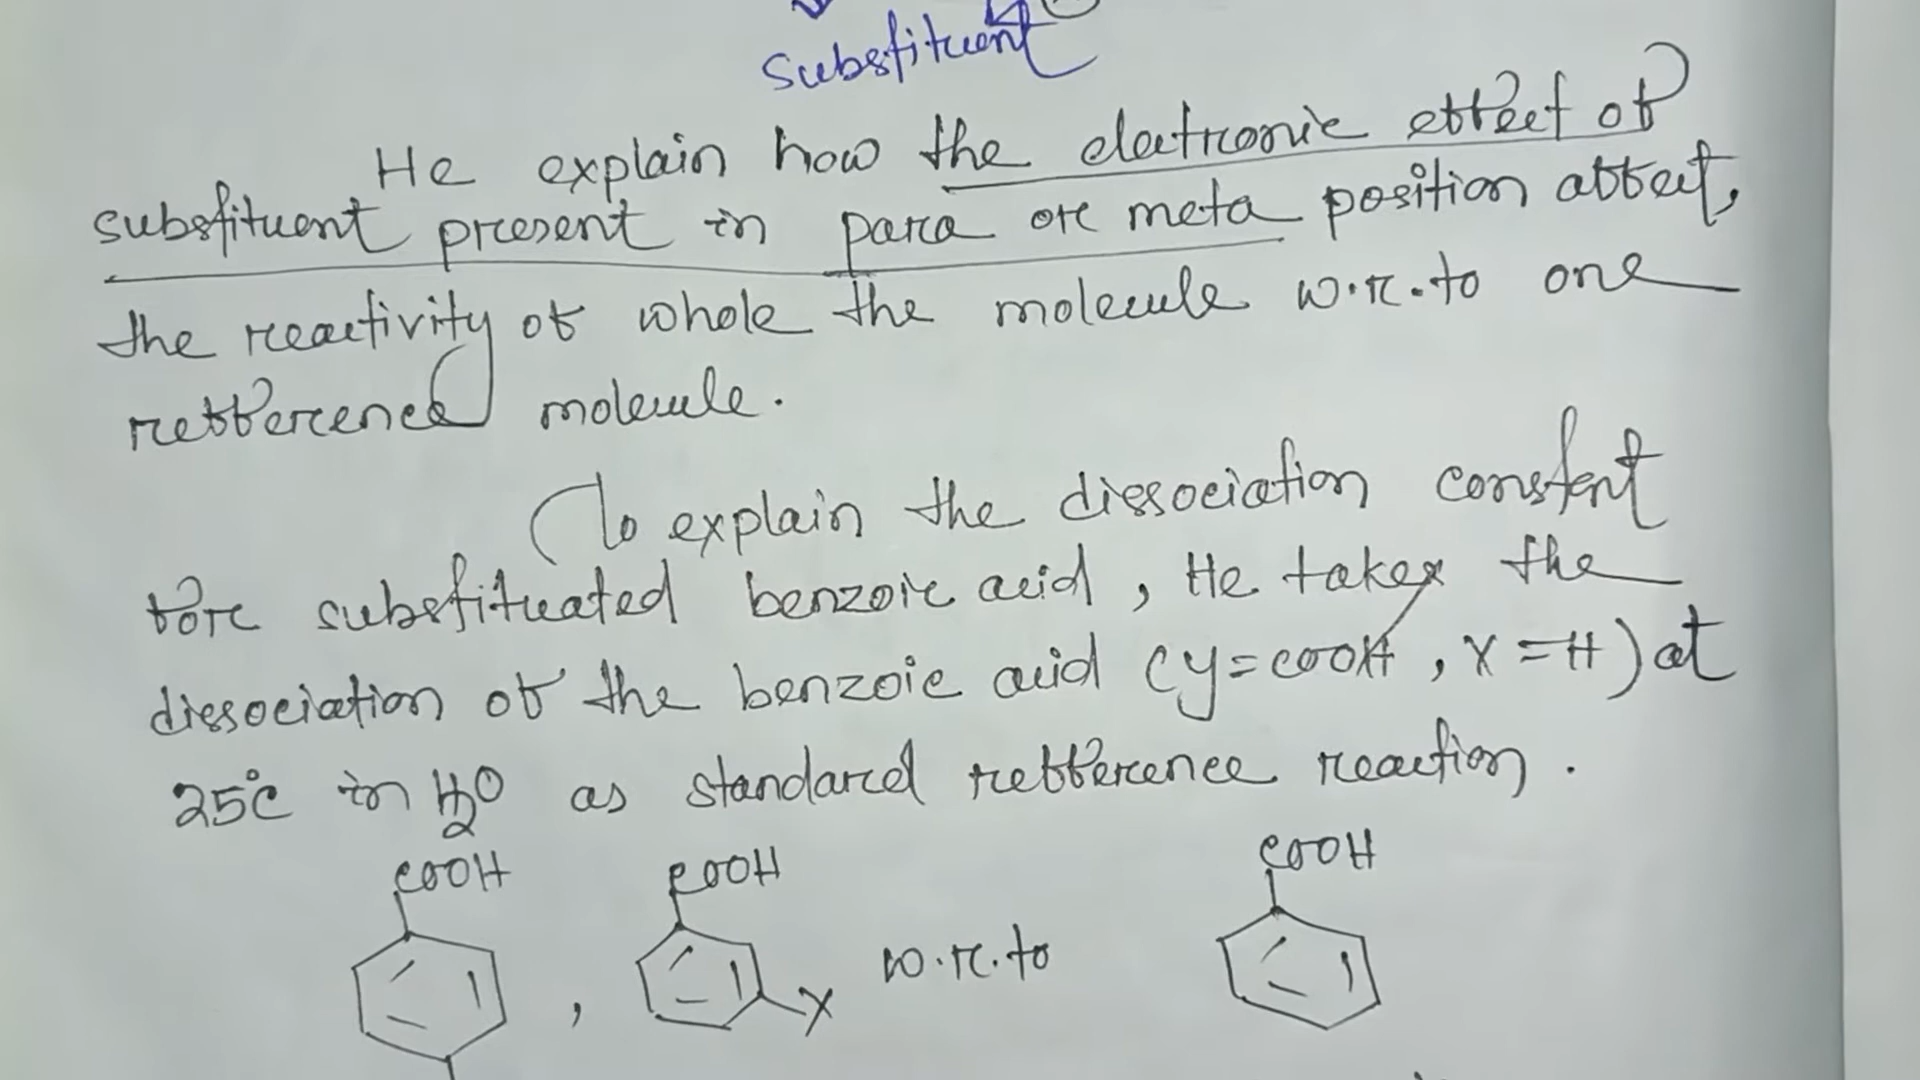 Substituent
He explain how the electronic effect of
substituent present in para or meta position affect,
the reactivity of whole the molecule w.r.to one
refference molecule.
To explain the dissociation constant
for substituated benzoic acid, He takes the
dissociation of the benzoic acid (y=COOH, X=H) at
25°C in H2O as standard refference reaction.
COOH COOH COOH
, X w.r.to